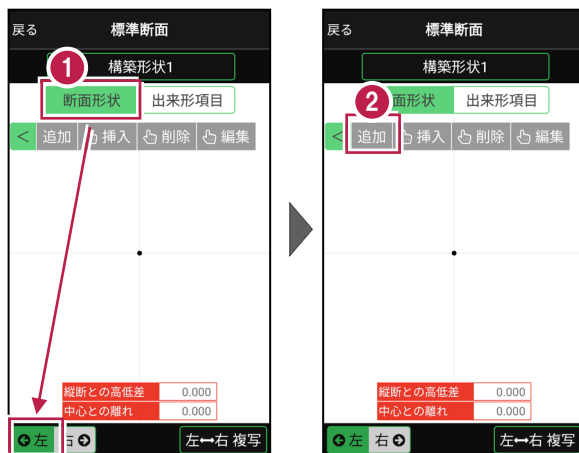 戻る 標準断面
構築形状1
1
断面形状 出来形項目
< 追加 挿入 削除 編集
縦断との高低差 0.000
中心との離れ 0.000
左 右 左↔右 複写
戻る 標準断面
構築形状1
2
面形状 出来形項目
< 追加 挿入 削除 編集
縦断との高低差 0.000
中心との離れ 0.000
左 右 左↔右 複写